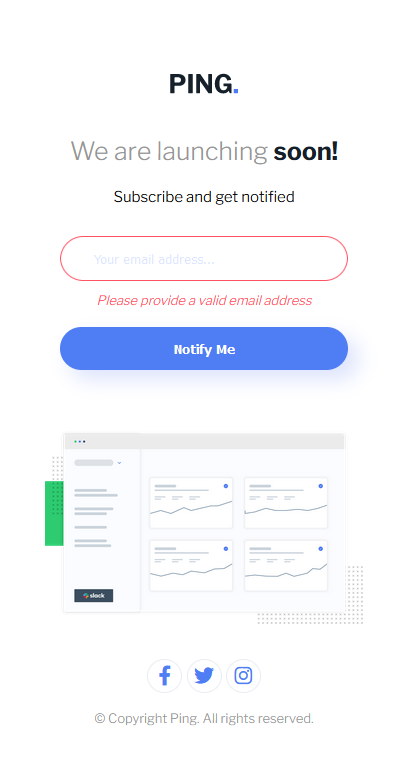 PING.
We are launching soon!
Subscribe and get notified
Your email address...
Please provide a valid email address
Notify Me
slack
© Copyright Ping. All rights reserved.